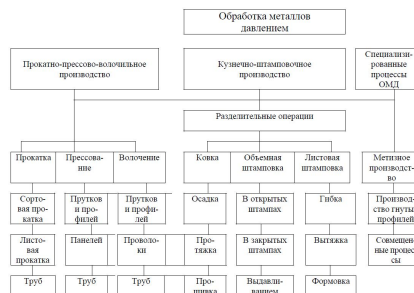 Обработка металлов
давлением
Прокатно-прессово-волочильное
производство
Кузнечно-штамповочное
производство
Специализи-
рованные
процессы
ОМД
Разделительные операции
Прокатка
Прессова-
ние
Волочение
Ковка
Объемная
штамповка
Листовая
штамповка
Метизное
производст-
во
Сорто-
вая про-
катка
Прутков
и про-
филей
Прутков
и профи-
лей
Осадка
В открытых
штампах
Гибка
Производ-
ство гнутых
профилей
Листо-
вая
прокатка
Панелей
Проволо-
ки
Про-
тяжка
В закрытых
штампах
Вытяжка
Совмещен-
ные процес-
сы
Труб
Труб
Труб
Про-
шивка
Выдавли-
ванием
Формовка